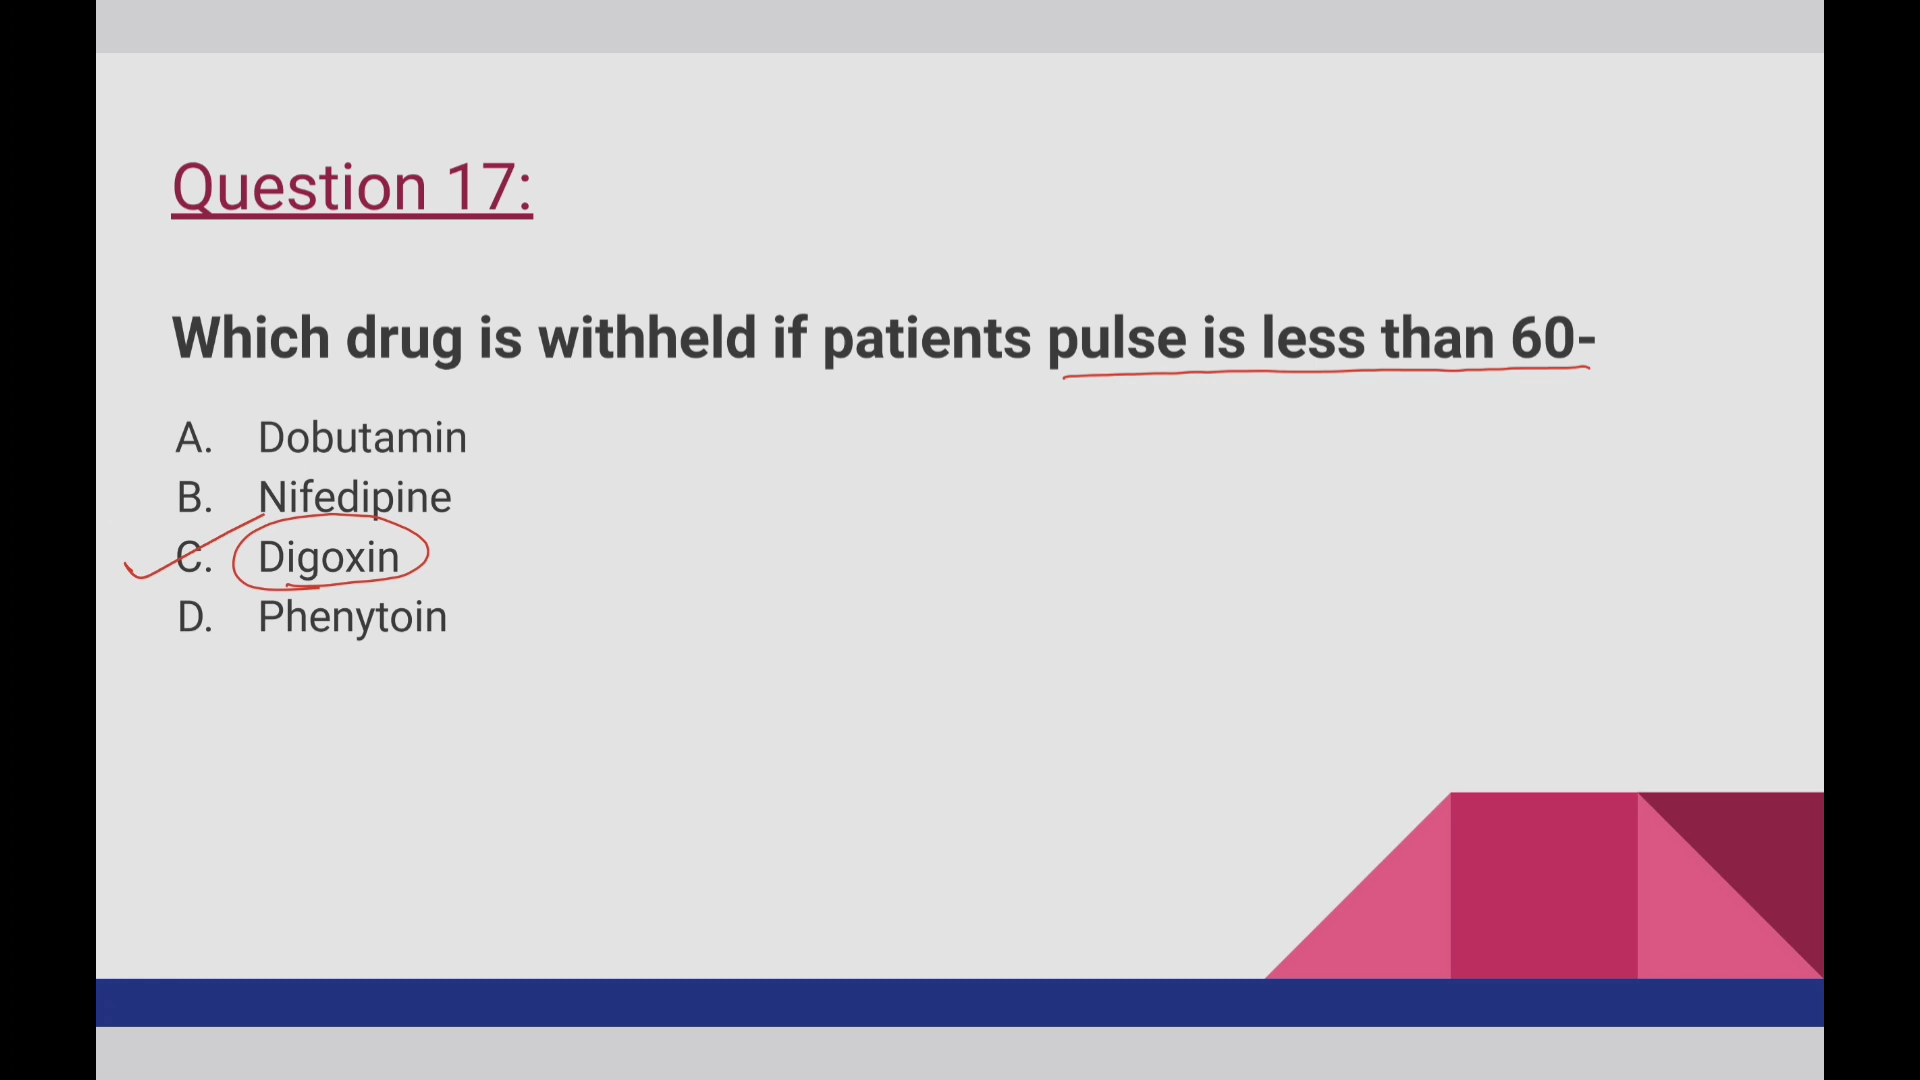 Question 17:
Which drug is withheld if patients pulse is less than 60-
A. Dobutamin
B. Nifedipine
C. Digoxin
D. Phenytoin